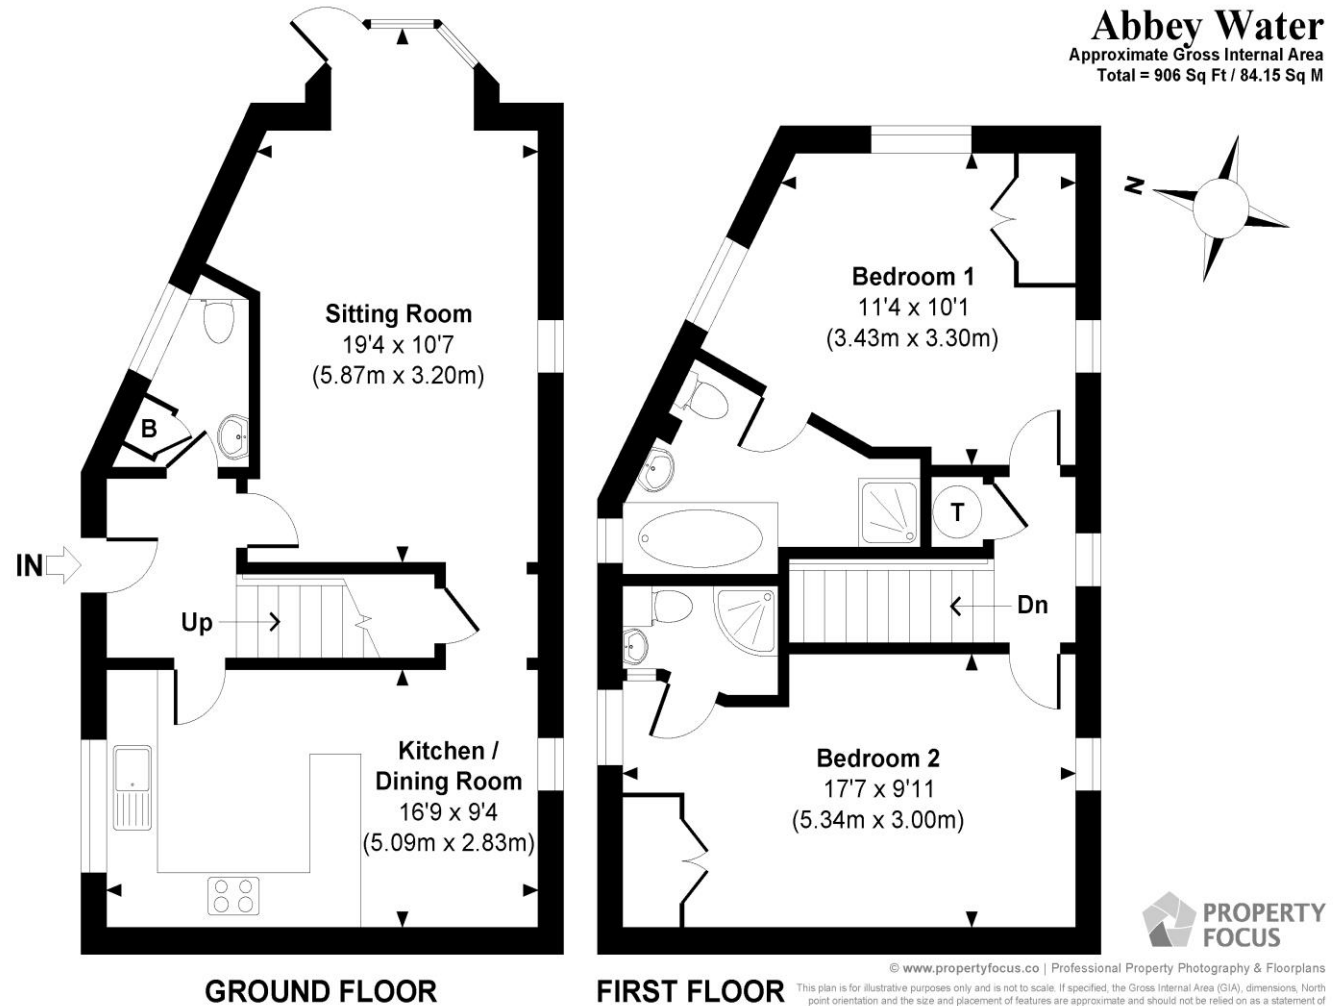 Abbey Water
Approximate Gross Internal Area
Total = 906 Sq Ft / 84.15 Sq M
N
Sitting Room
19'4 x 10'7
(5.87m x 3.20m)
B
IN
Up
Kitchen /
Dining Room
16'9 x 9'4
(5.09m x 2.83m)
GROUND FLOOR
Bedroom 1
11'4 x 10'1
(3.43m x 3.30m)
T
Dn
Bedroom 2
17'7 x 9'11
(5.34m x 3.00m)
FIRST FLOOR
PROPERTY
FOCUS
© www.propertyfocus.co | Professional Property Photography & Floorplans
This plan is for illustrative purposes only and is not to scale. If specified, the Gross Internal Area (GIA), dimensions, North
point orientation and the size and placement of features are approximate and should not be relied on as a statement of